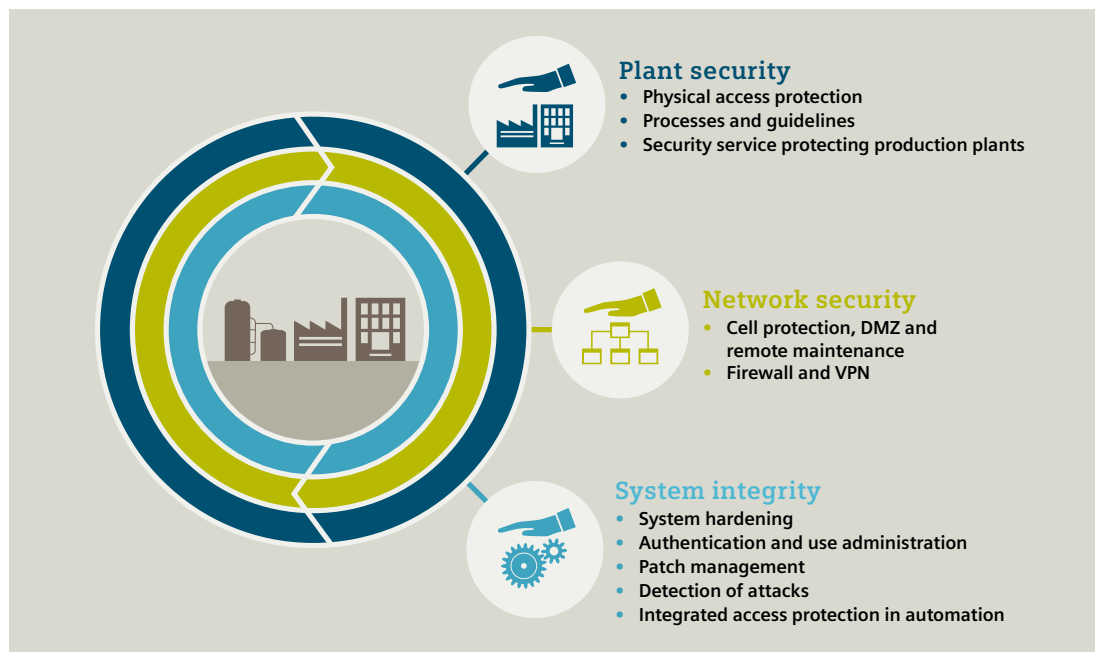 Plant security
• Physical access protection
• Processes and guidelines
• Security service protecting production plants
Network security
• Cell protection, DMZ and
remote maintenance
• Firewall and VPN
System integrity
• System hardening
• Authentication and use administration
• Patch management
• Detection of attacks
• Integrated access protection in automation